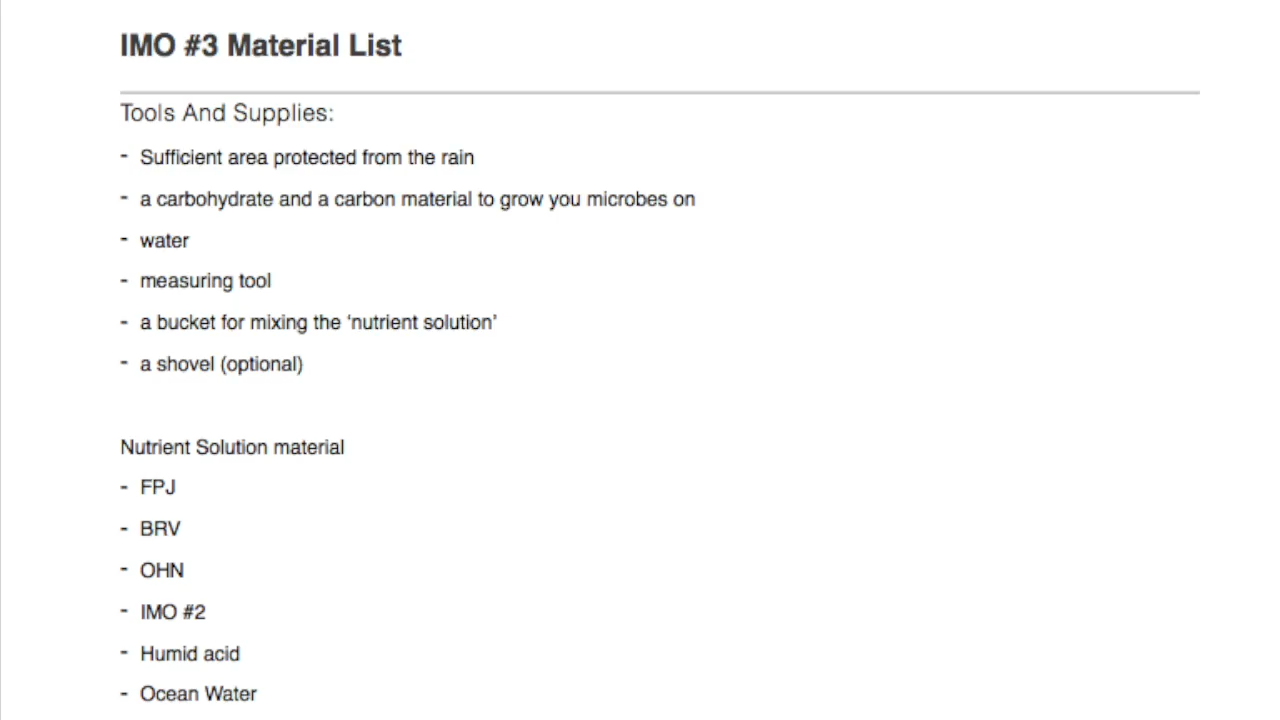 IMO #3 Material List
Tools And Supplies:
- Sufficient area protected from the rain
- a carbohydrate and a carbon material to grow you microbes on
- water
- measuring tool
- a bucket for mixing the ‘nutrient solution’
- a shovel (optional)
Nutrient Solution material
- FPJ
- BRV
- OHN
- IMO #2
- Humid acid
- Ocean Water